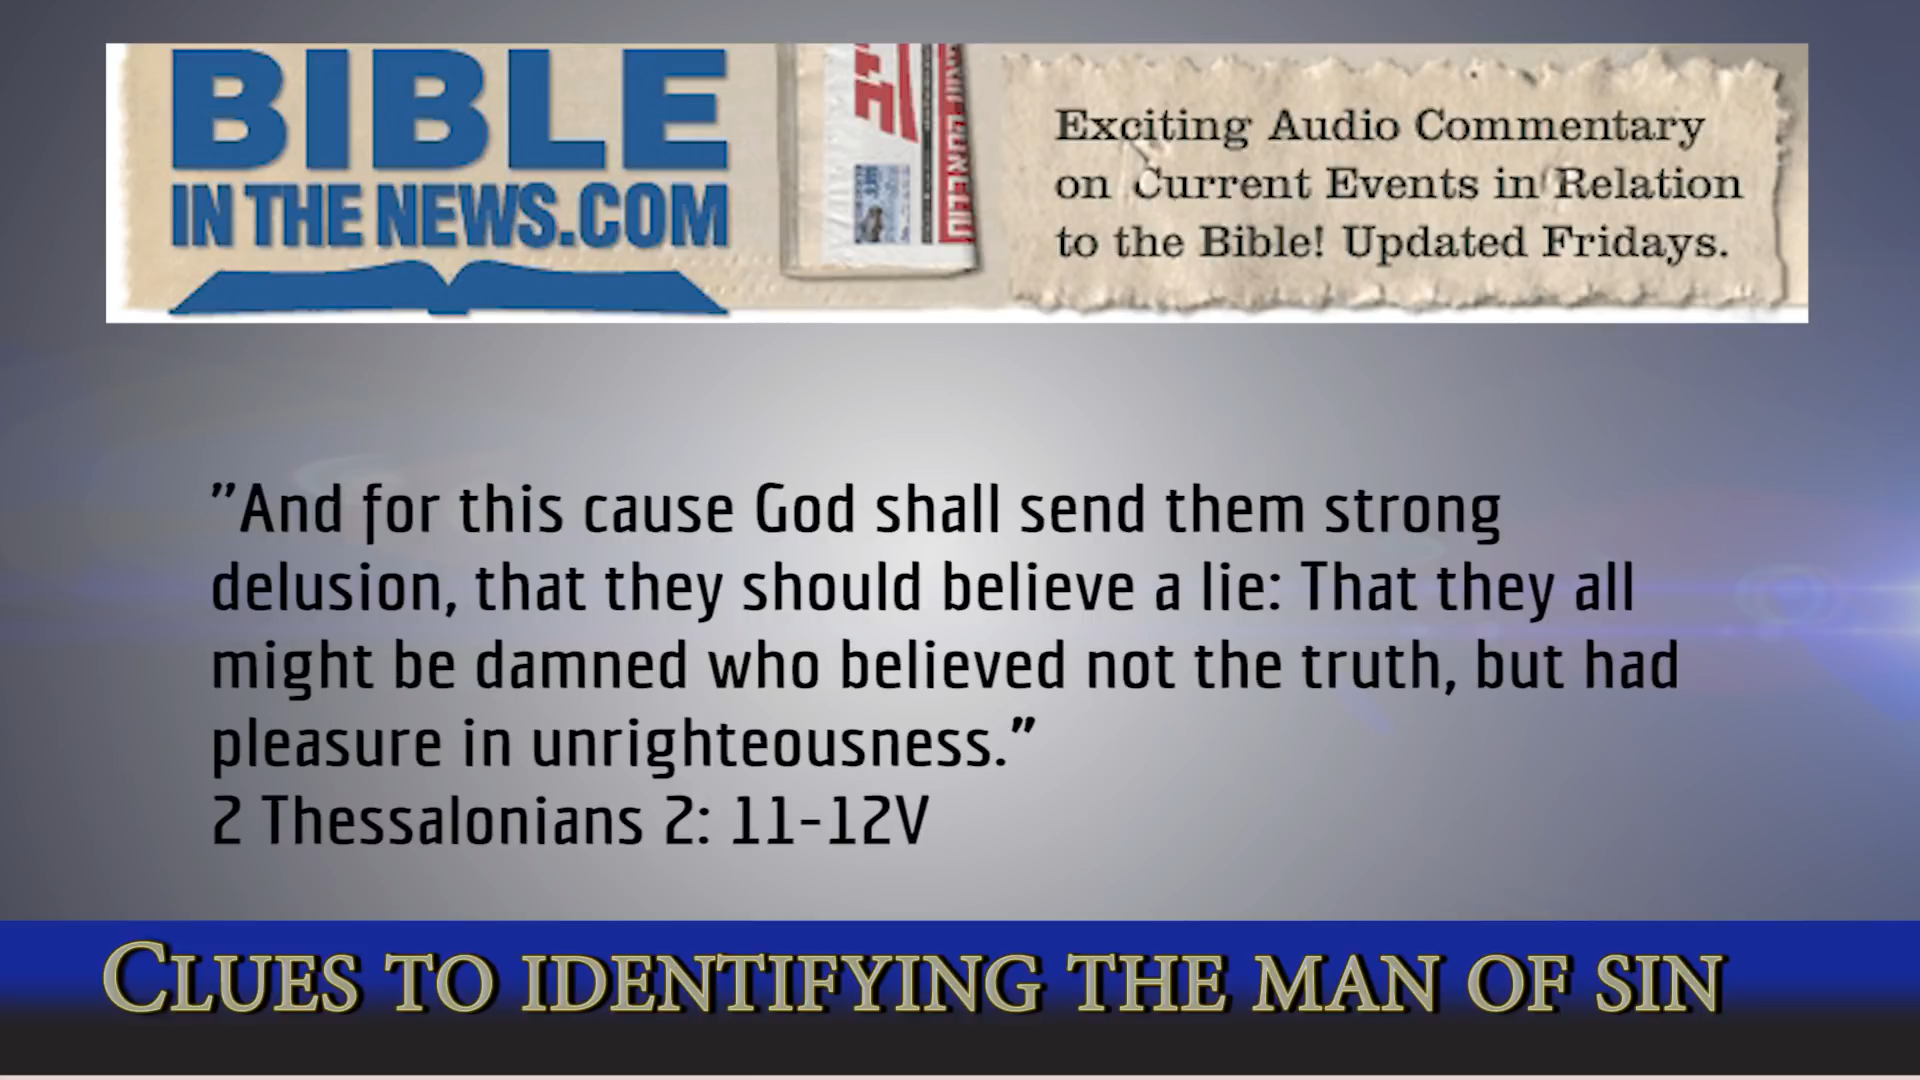 BIBLE
IN THE NEWS.COM
Exciting Audio Commentary
on Current Events in Relation
to the Bible! Updated Fridays.
"And for this cause God shall send them strong
delusion, that they should believe a lie: That they all
might be damned who believed not the truth, but had
pleasure in unrighteousness."
2 Thessalonians 2: 11-12V
CLUES TO IDENTIFYING THE MAN OF SIN